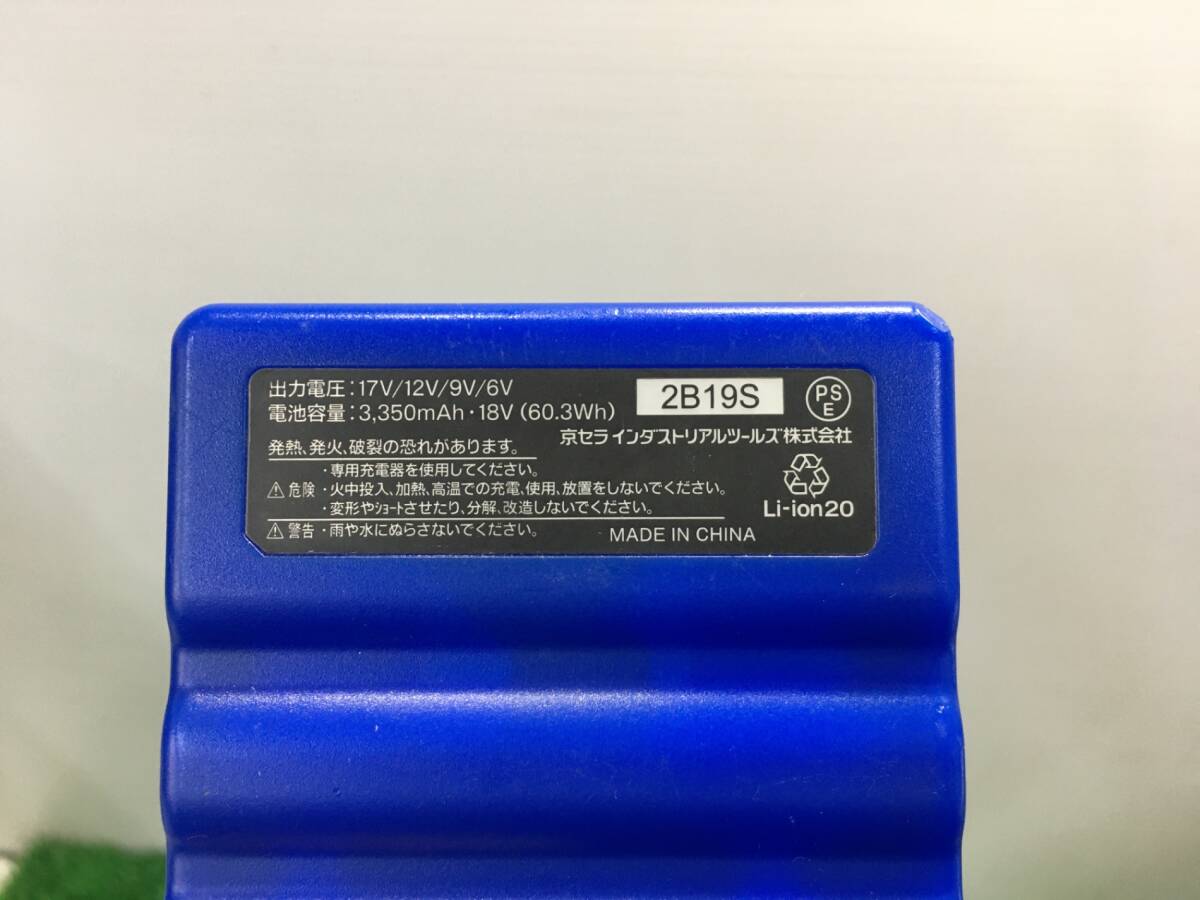 出力電圧：17V/12V/9V/6V
電池容量：3,350mAh・18V (60.3Wh)
2B19S
PS
E
京セラインダストリアルツールズ株式会社
発熱、発火、破裂の恐れがあります。
・専用充電器を使用してください。
⚠危険 ・火中投入、加熱、高温での充電、使用、放置をしないでください。
・変形やｼｮｰﾄさせたり、分解、改造しないでください。
⚠警告 ・雨や水にぬらさないでください。
Li-ion20
MADE IN CHINA